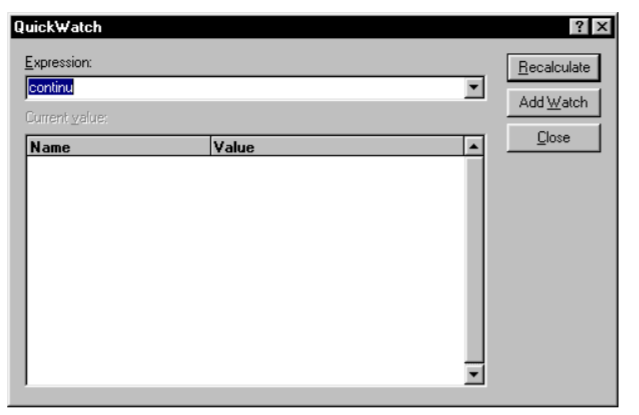 QuickWatch
Expression:
Recalculate
continu
Add Watch
Current value:
Close
Name Value